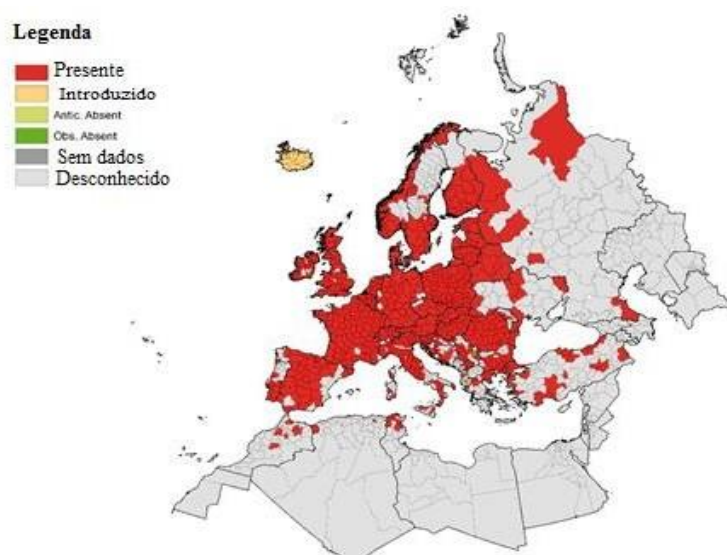 Legenda
Presente
Introduzido
Antic. Absent
Obs. Absent
Sem dados
Desconhecido